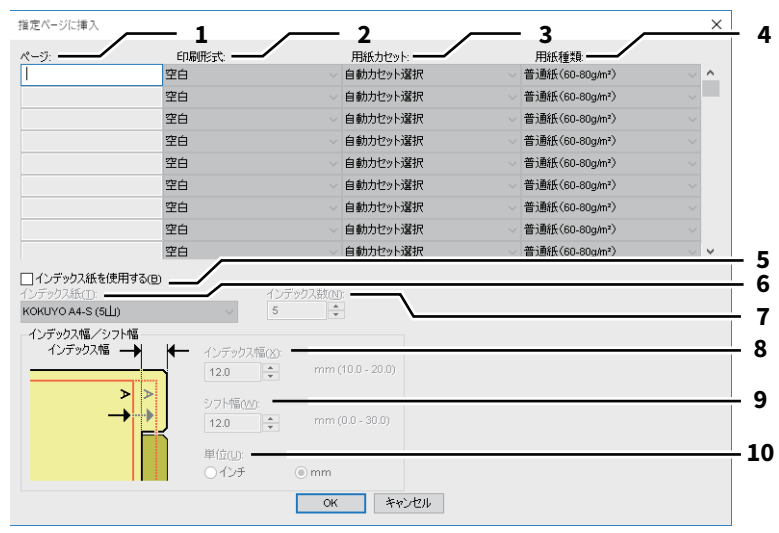 指定ページに挿入
1 2 3 4
ページ: 印刷形式: 用紙カセット: 用紙種類:
空白 自動カセット選択 普通紙(60-80g/m²)
空白 自動カセット選択 普通紙(60-80g/m²)
空白 自動カセット選択 普通紙(60-80g/m²)
空白 自動カセット選択 普通紙(60-80g/m²)
空白 自動カセット選択 普通紙(60-80g/m²)
空白 自動カセット選択 普通紙(60-80g/m²)
空白 自動カセット選択 普通紙(60-80g/m²)
空白 自動カセット選択 普通紙(60-80g/m²)
空白 自動カセット選択 普通紙(60-80g/m²)
インデックス紙を使用する(B) 5
インデックス紙(T): 6 インデックス数(N): 7
KOKUYO A4-S (5山) 5
インデックス幅/シフト幅
インデックス幅 インデックス幅(X): 8
12.0 mm (10.0 - 20.0)
A A
シフト幅(W): 9
12.0 mm (0.0 - 30.0)
単位(U): 10
インチ mm
OK キャンセル